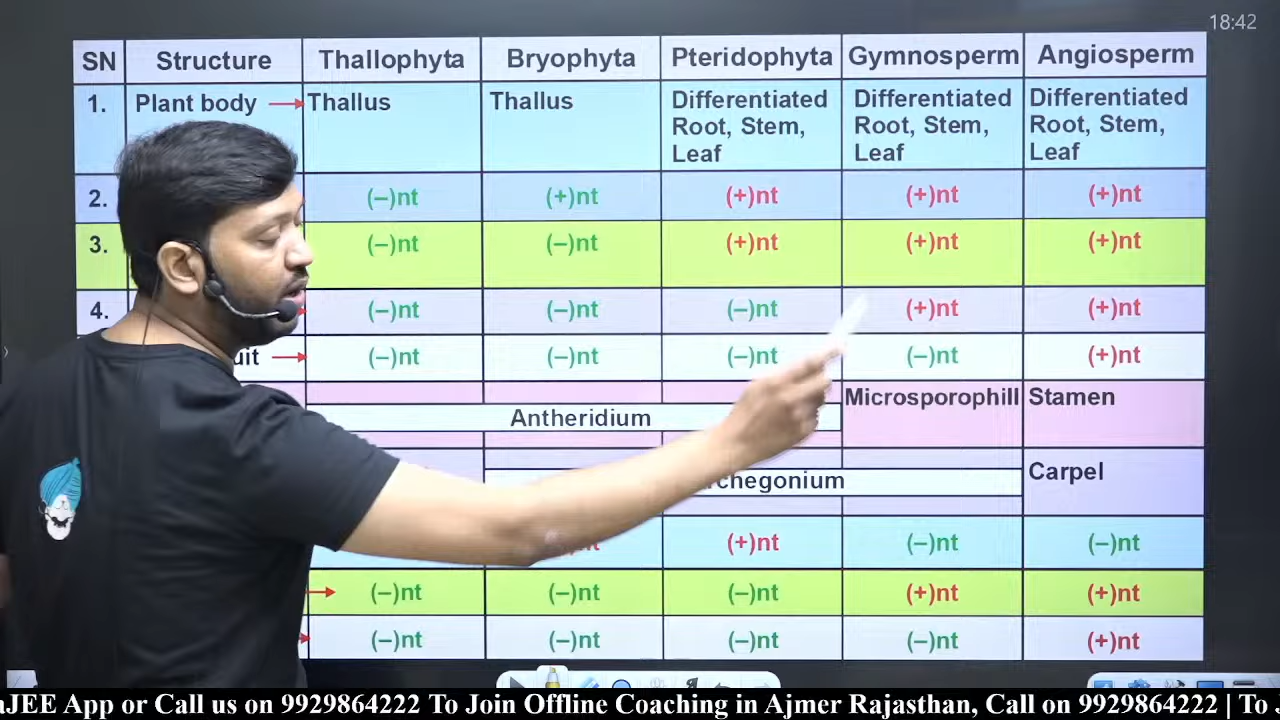 18:42
SN Structure Thallophyta Bryophyta Pteridophyta Gymnosperm Angiosperm
1. Plant body Thallus Thallus Differentiated Root, Stem, Leaf Differentiated Root, Stem, Leaf Differentiated Root, Stem, Leaf
2. (–)nt (+)nt (+)nt (+)nt (+)nt
3. (–)nt (–)nt (+)nt (+)nt (+)nt
4. (–)nt (–)nt (–)nt (+)nt (+)nt
(–)nt (–)nt (–)nt (–)nt (+)nt
Antheridium Microsporophill Stamen
Carpel
(+)nt (–)nt (–)nt
(–)nt (–)nt (–)nt (+)nt (+)nt
(–)nt (–)nt (–)nt (–)nt (+)nt
aJEE App or Call us on 9929864222 To Join Offline Coaching in Ajmer Rajasthan, Call on 9929864222 | To